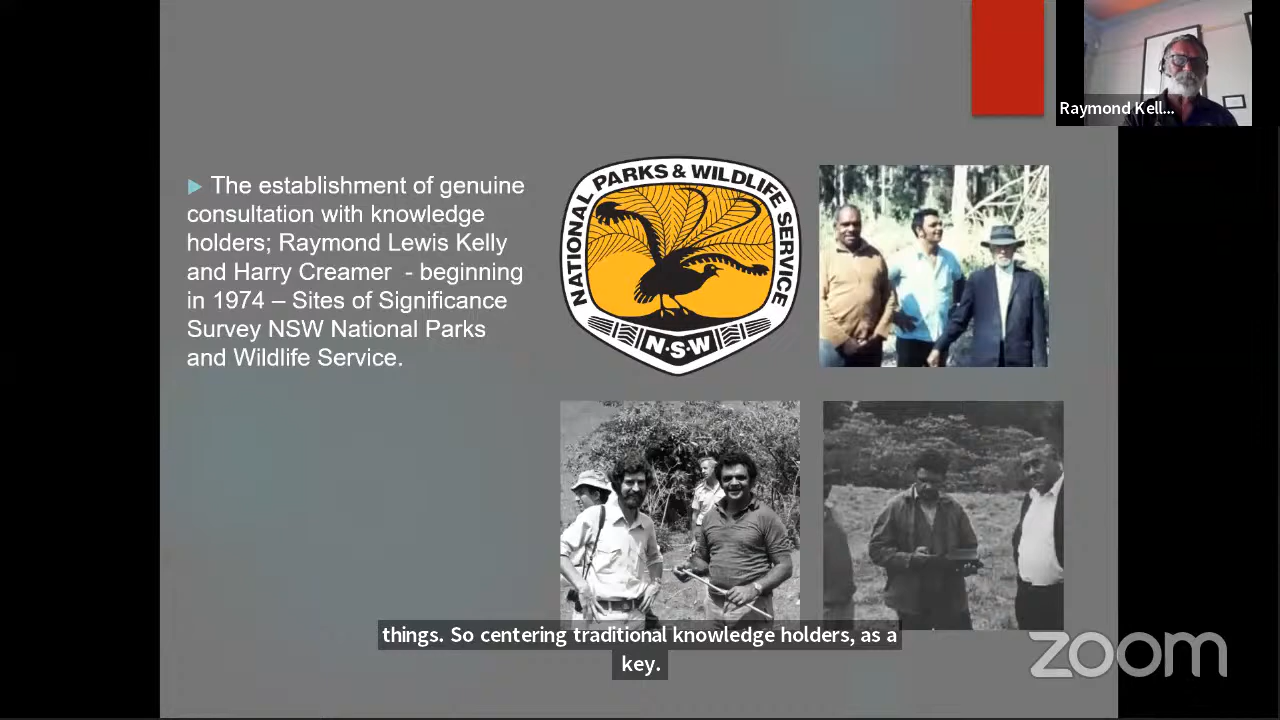 Raymond Kell...
The establishment of genuine
consultation with knowledge
holders; Raymond Lewis Kelly
and Harry Creamer - beginning
in 1974 – Sites of Significance
Survey NSW National Parks
and Wildlife Service.
NATIONAL PARKS & WILDLIFE SERVICE
N·S·W
things. So centering traditional knowledge holders, as a
key.
zoom